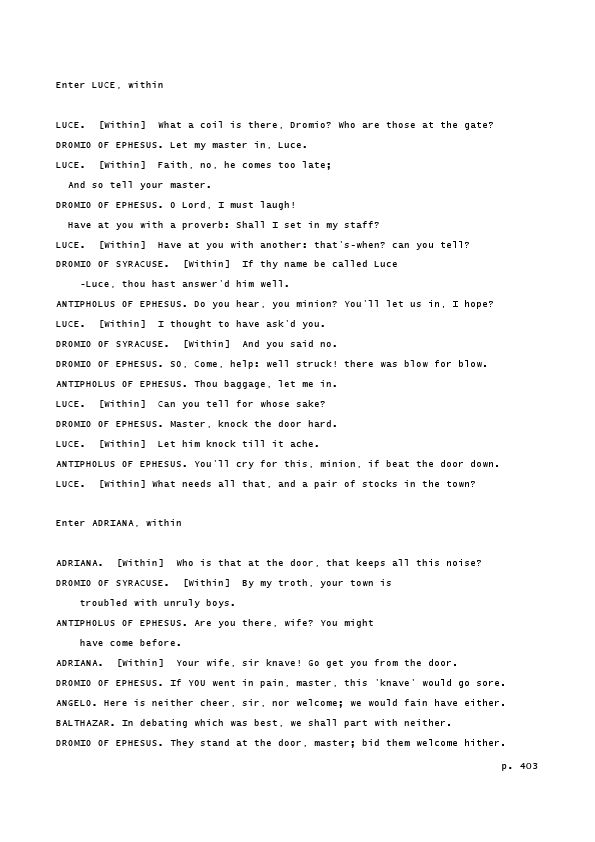 Enter LUCE, within
LUCE.  [Within]  What a coil is there, Dromio? Who are those at the gate?
DROMIO OF EPHESUS. Let my master in, Luce.
LUCE.  [Within]  Faith, no, he comes too late;
  And so tell your master.
DROMIO OF EPHESUS. O Lord, I must laugh!
  Have at you with a proverb: Shall I set in my staff?
LUCE.  [Within]  Have at you with another: that's-when? can you tell?
DROMIO OF SYRACUSE.  [Within]  If thy name be called Luce
    -Luce, thou hast answer'd him well.
ANTIPHOLUS OF EPHESUS. Do you hear, you minion? You'll let us in, I hope?
LUCE.  [Within]  I thought to have ask'd you.
DROMIO OF SYRACUSE.  [Within]  And you said no.
DROMIO OF EPHESUS. SO, Come, help: well struck! there was blow for blow.
ANTIPHOLUS OF EPHESUS. Thou baggage, let me in.
LUCE.  [Within]  Can you tell for whose sake?
DROMIO OF EPHESUS. Master, knock the door hard.
LUCE.  [Within]  Let him knock till it ache.
ANTIPHOLUS OF EPHESUS. You'll cry for this, minion, if beat the door down.
LUCE.  [Within] What needs all that, and a pair of stocks in the town?
Enter ADRIANA, within
ADRIANA.  [Within]  Who is that at the door, that keeps all this noise?
DROMIO OF SYRACUSE.  [Within]  By my troth, your town is
    troubled with unruly boys.
ANTIPHOLUS OF EPHESUS. Are you there, wife? You might
    have come before.
ADRIANA.  [Within]  Your wife, sir knave! Go get you from the door.
DROMIO OF EPHESUS. If YOU went in pain, master, this 'knave' would go sore.
ANGELO. Here is neither cheer, sir, nor welcome; we would fain have either.
BALTHAZAR. In debating which was best, we shall part with neither.
DROMIO OF EPHESUS. They stand at the door, master; bid them welcome hither.
p. 403